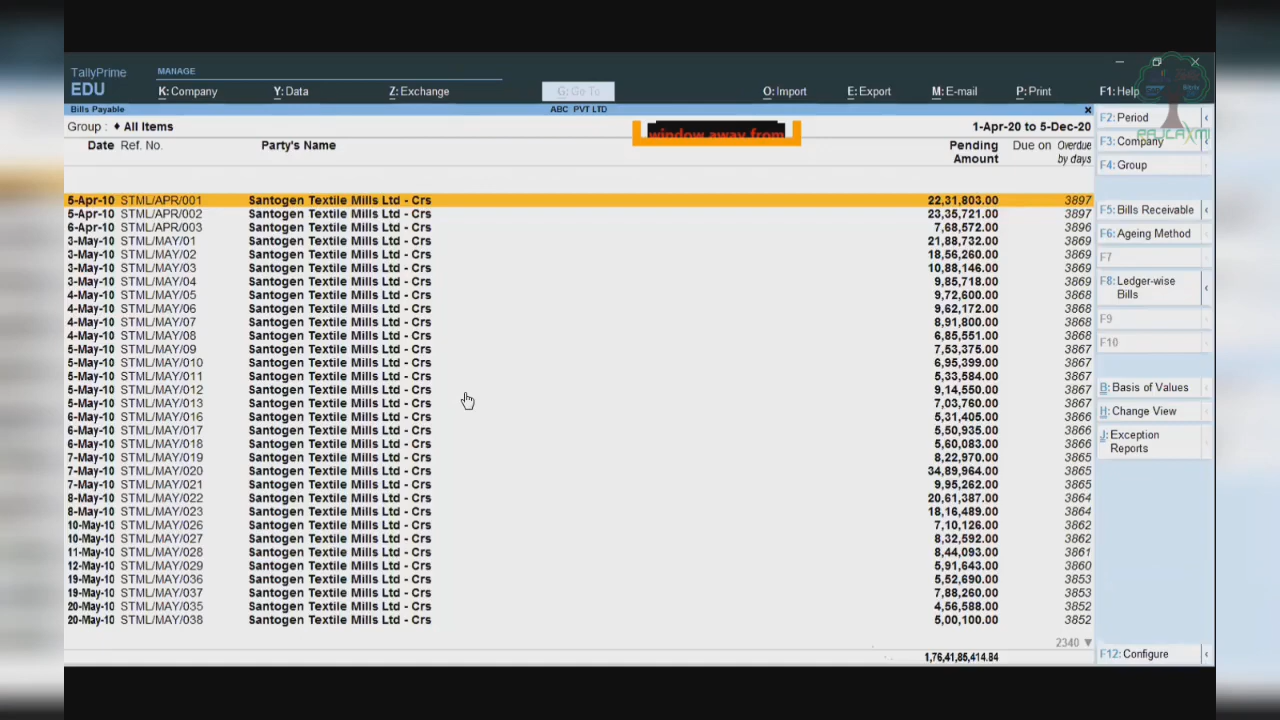 TallyPrime
EDU
MANAGE
K: Company Y: Data Z: Exchange G: Go To O: Import E: Export M: E-mail P: Print F1: Help
Bills Payable ABC PVT LTD
Group : ♦ All Items 1-Apr-20 to 5-Dec-20
window away from
Date Ref. No. Party's Name Pending Amount Due on Overdue by days
5-Apr-10 STML/APR/001 Santogen Textile Mills Ltd - Crs 22,31,803.00 3897
5-Apr-10 STML/APR/002 Santogen Textile Mills Ltd - Crs 23,35,721.00 3897
6-Apr-10 STML/APR/003 Santogen Textile Mills Ltd - Crs 7,68,572.00 3896
3-May-10 STML/MAY/01 Santogen Textile Mills Ltd - Crs 21,88,732.00 3869
3-May-10 STML/MAY/02 Santogen Textile Mills Ltd - Crs 18,56,260.00 3869
3-May-10 STML/MAY/03 Santogen Textile Mills Ltd - Crs 10,88,146.00 3869
3-May-10 STML/MAY/04 Santogen Textile Mills Ltd - Crs 9,85,718.00 3869
4-May-10 STML/MAY/05 Santogen Textile Mills Ltd - Crs 9,72,600.00 3868
4-May-10 STML/MAY/06 Santogen Textile Mills Ltd - Crs 9,62,172.00 3868
4-May-10 STML/MAY/07 Santogen Textile Mills Ltd - Crs 8,91,800.00 3868
4-May-10 STML/MAY/08 Santogen Textile Mills Ltd - Crs 6,85,551.00 3868
5-May-10 STML/MAY/09 Santogen Textile Mills Ltd - Crs 7,53,375.00 3867
5-May-10 STML/MAY/010 Santogen Textile Mills Ltd - Crs 6,95,399.00 3867
5-May-10 STML/MAY/011 Santogen Textile Mills Ltd - Crs 5,33,584.00 3867
5-May-10 STML/MAY/012 Santogen Textile Mills Ltd - Crs 9,14,550.00 3867
5-May-10 STML/MAY/013 Santogen Textile Mills Ltd - Crs 7,03,760.00 3867
6-May-10 STML/MAY/016 Santogen Textile Mills Ltd - Crs 5,31,405.00 3866
6-May-10 STML/MAY/017 Santogen Textile Mills Ltd - Crs 5,50,935.00 3866
6-May-10 STML/MAY/018 Santogen Textile Mills Ltd - Crs 5,60,083.00 3866
7-May-10 STML/MAY/019 Santogen Textile Mills Ltd - Crs 8,22,970.00 3865
7-May-10 STML/MAY/020 Santogen Textile Mills Ltd - Crs 34,89,964.00 3865
7-May-10 STML/MAY/021 Santogen Textile Mills Ltd - Crs 9,95,262.00 3865
8-May-10 STML/MAY/022 Santogen Textile Mills Ltd - Crs 20,61,387.00 3864
8-May-10 STML/MAY/023 Santogen Textile Mills Ltd - Crs 18,16,489.00 3864
10-May-10 STML/MAY/026 Santogen Textile Mills Ltd - Crs 7,10,126.00 3862
10-May-10 STML/MAY/027 Santogen Textile Mills Ltd - Crs 8,32,592.00 3862
11-May-10 STML/MAY/028 Santogen Textile Mills Ltd - Crs 8,44,093.00 3861
12-May-10 STML/MAY/029 Santogen Textile Mills Ltd - Crs 5,91,643.00 3860
19-May-10 STML/MAY/036 Santogen Textile Mills Ltd - Crs 5,52,690.00 3853
19-May-10 STML/MAY/037 Santogen Textile Mills Ltd - Crs 7,88,260.00 3853
20-May-10 STML/MAY/035 Santogen Textile Mills Ltd - Crs 4,56,588.00 3852
20-May-10 STML/MAY/038 Santogen Textile Mills Ltd - Crs 5,00,100.00 3852
2340
1,76,41,85,414.84
F2: Period
F3: Company
F4: Group
F5: Bills Receivable
F6: Ageing Method
F7
F8: Ledger-wise
Bills
F9
F10
B: Basis of Values
H: Change View
J: Exception
Reports
F12: Configure
RAJLAXMI